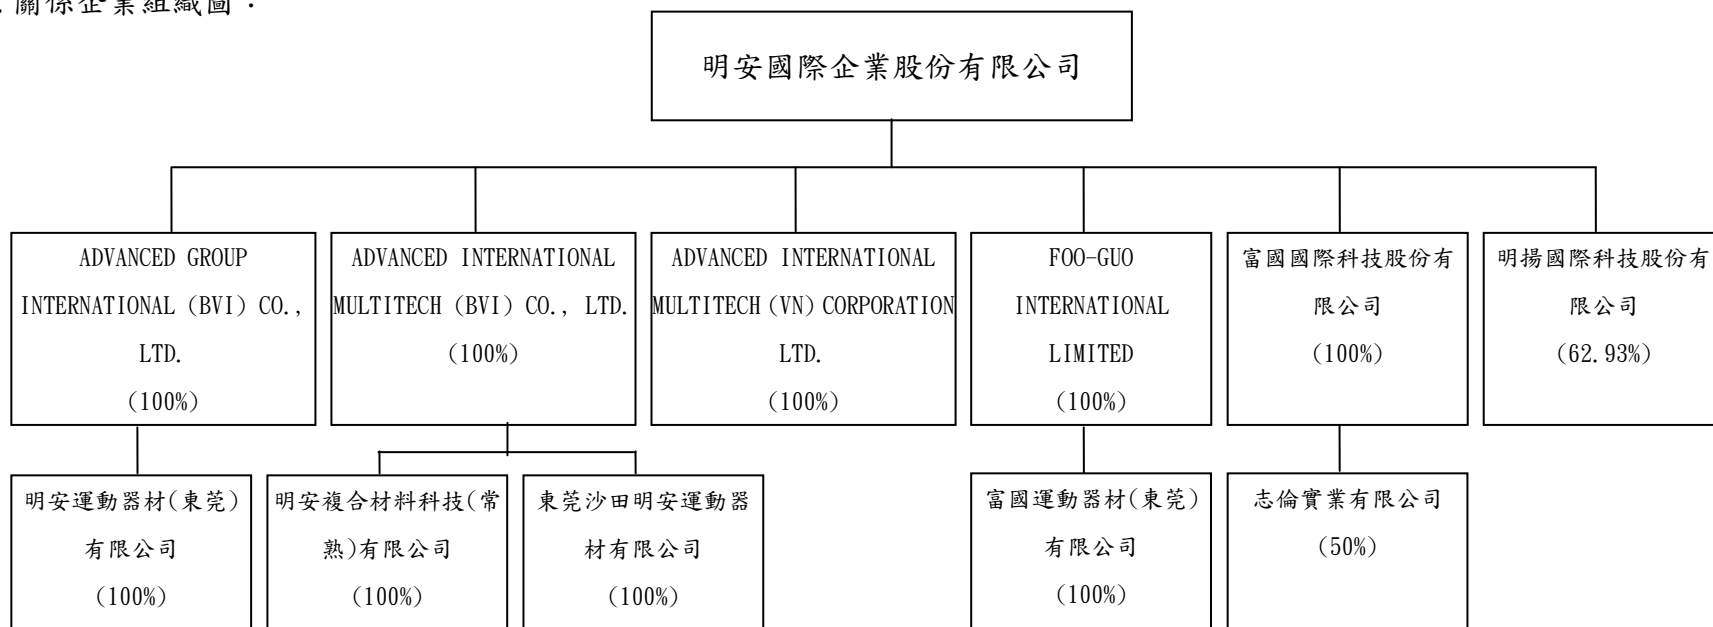 關係企業組織圖：
明安國際企業股份有限公司
ADVANCED GROUP
INTERNATIONAL (BVI) CO.,
LTD.
(100%)
ADVANCED INTERNATIONAL
MULTITECH (BVI) CO., LTD.
(100%)
ADVANCED INTERNATIONAL
MULTITECH (VN) CORPORATION
LTD.
(100%)
FOO-GUO
INTERNATIONAL
LIMITED
(100%)
富國國際科技股份有
限公司
(100%)
明揚國際科技股份有
限公司
(62.93%)
明安運動器材(東莞)
有限公司
(100%)
明安複合材料科技(常
熟)有限公司
(100%)
東莞沙田明安運動器
材有限公司
(100%)
富國運動器材(東莞)
有限公司
(100%)
志倫實業有限公司
(50%)